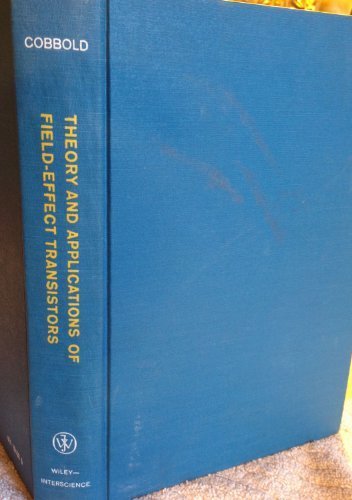 COBBOLD
THEORY AND APPLICATIONS OF
FIELD-EFFECT TRANSISTORS
WILEY—
INTERSCIENCE